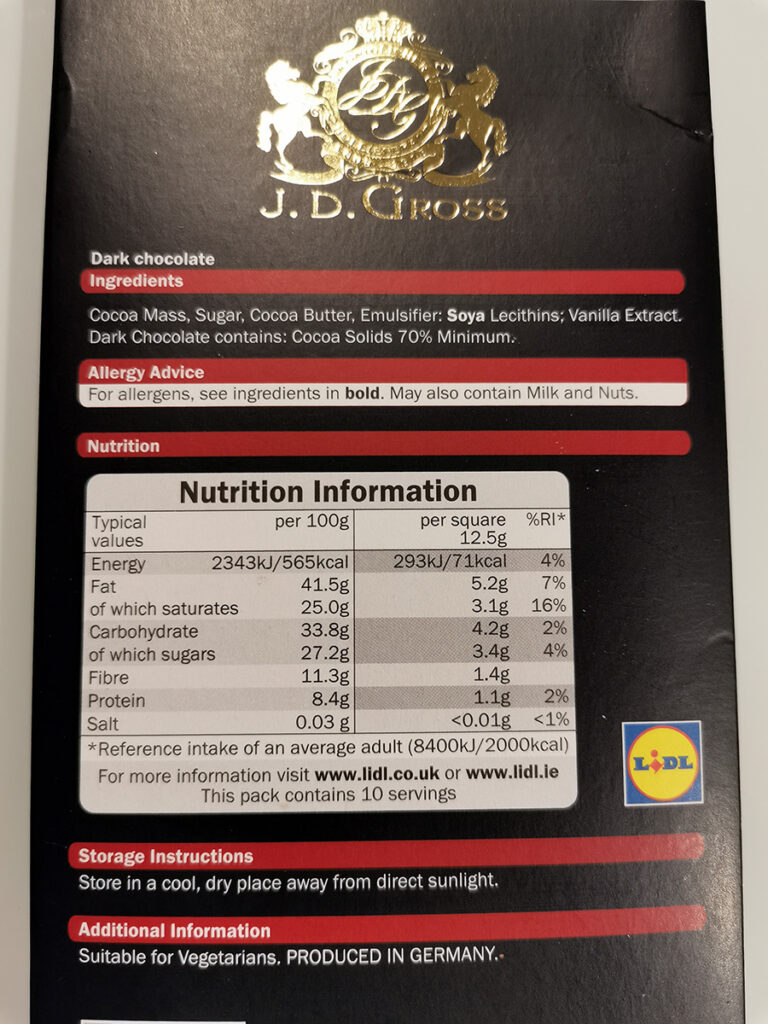 JDG
J. D. GROSS
Dark chocolate
Ingredients
Cocoa Mass, Sugar, Cocoa Butter, Emulsifier: Soya Lecithins; Vanilla Extract.
Dark Chocolate contains: Cocoa Solids 70% Minimum.
Allergy Advice
For allergens, see ingredients in bold. May also contain Milk and Nuts.
Nutrition
Nutrition Information
Typical values per 100g per square 12.5g %RI*
Energy 2343kJ/565kcal 293kJ/71kcal 4%
Fat 41.5g 5.2g 7%
of which saturates 25.0g 3.1g 16%
Carbohydrate 33.8g 4.2g 2%
of which sugars 27.2g 3.4g 4%
Fibre 11.3g 1.4g
Protein 8.4g 1.1g 2%
Salt 0.03 g <0.01g <1%
*Reference intake of an average adult (8400kJ/2000kcal)
For more information visit www.lidl.co.uk or www.lidl.ie
This pack contains 10 servings
LIDL
Storage Instructions
Store in a cool, dry place away from direct sunlight.
Additional Information
Suitable for Vegetarians. PRODUCED IN GERMANY.